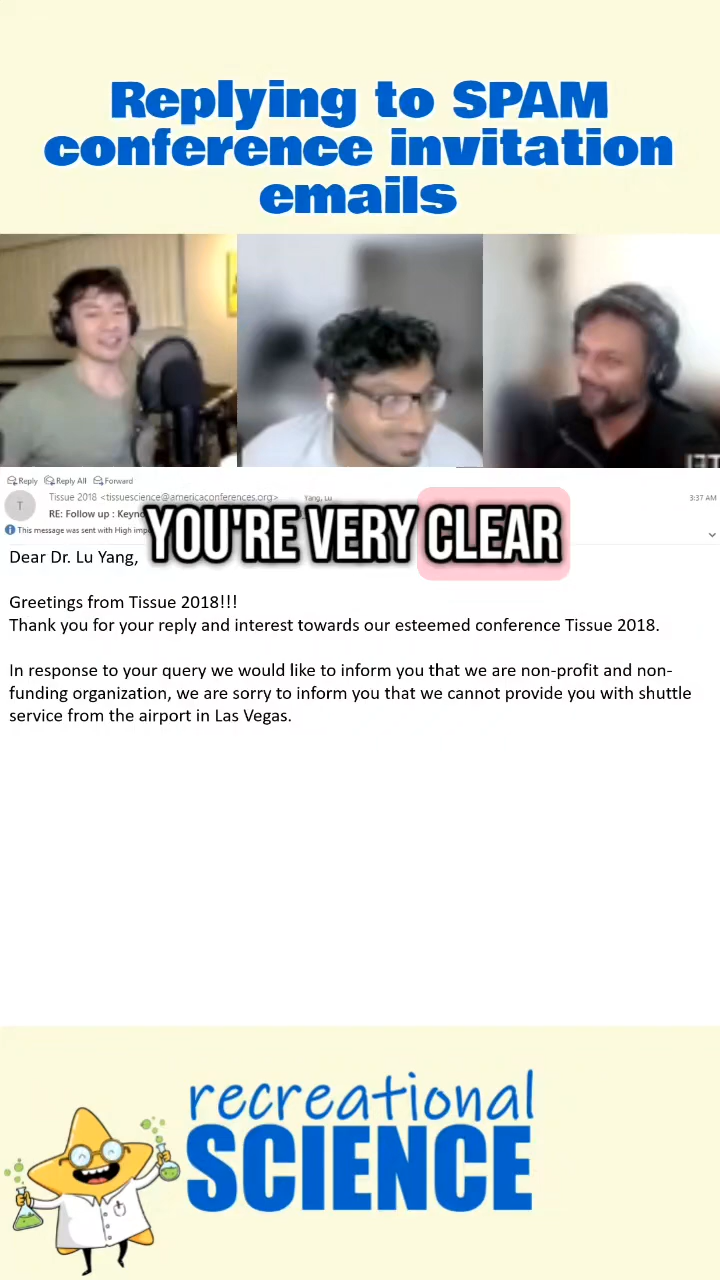 Replying to SPAM
conference invitation
emails
Reply Reply All Forward
T
Tissue 2018 <tissuescience@americaconferences.org> Yang, Lu 3:37 AM
RE: Follow up : Keyno
This message was sent with High imp
YOU'RE VERY CLEAR
Dear Dr. Lu Yang,
Greetings from Tissue 2018!!!
Thank you for your reply and interest towards our esteemed conference Tissue 2018.
In response to your query we would like to inform you that we are non-profit and non-
funding organization, we are sorry to inform you that we cannot provide you with shuttle
service from the airport in Las Vegas.
recreational
SCIENCE